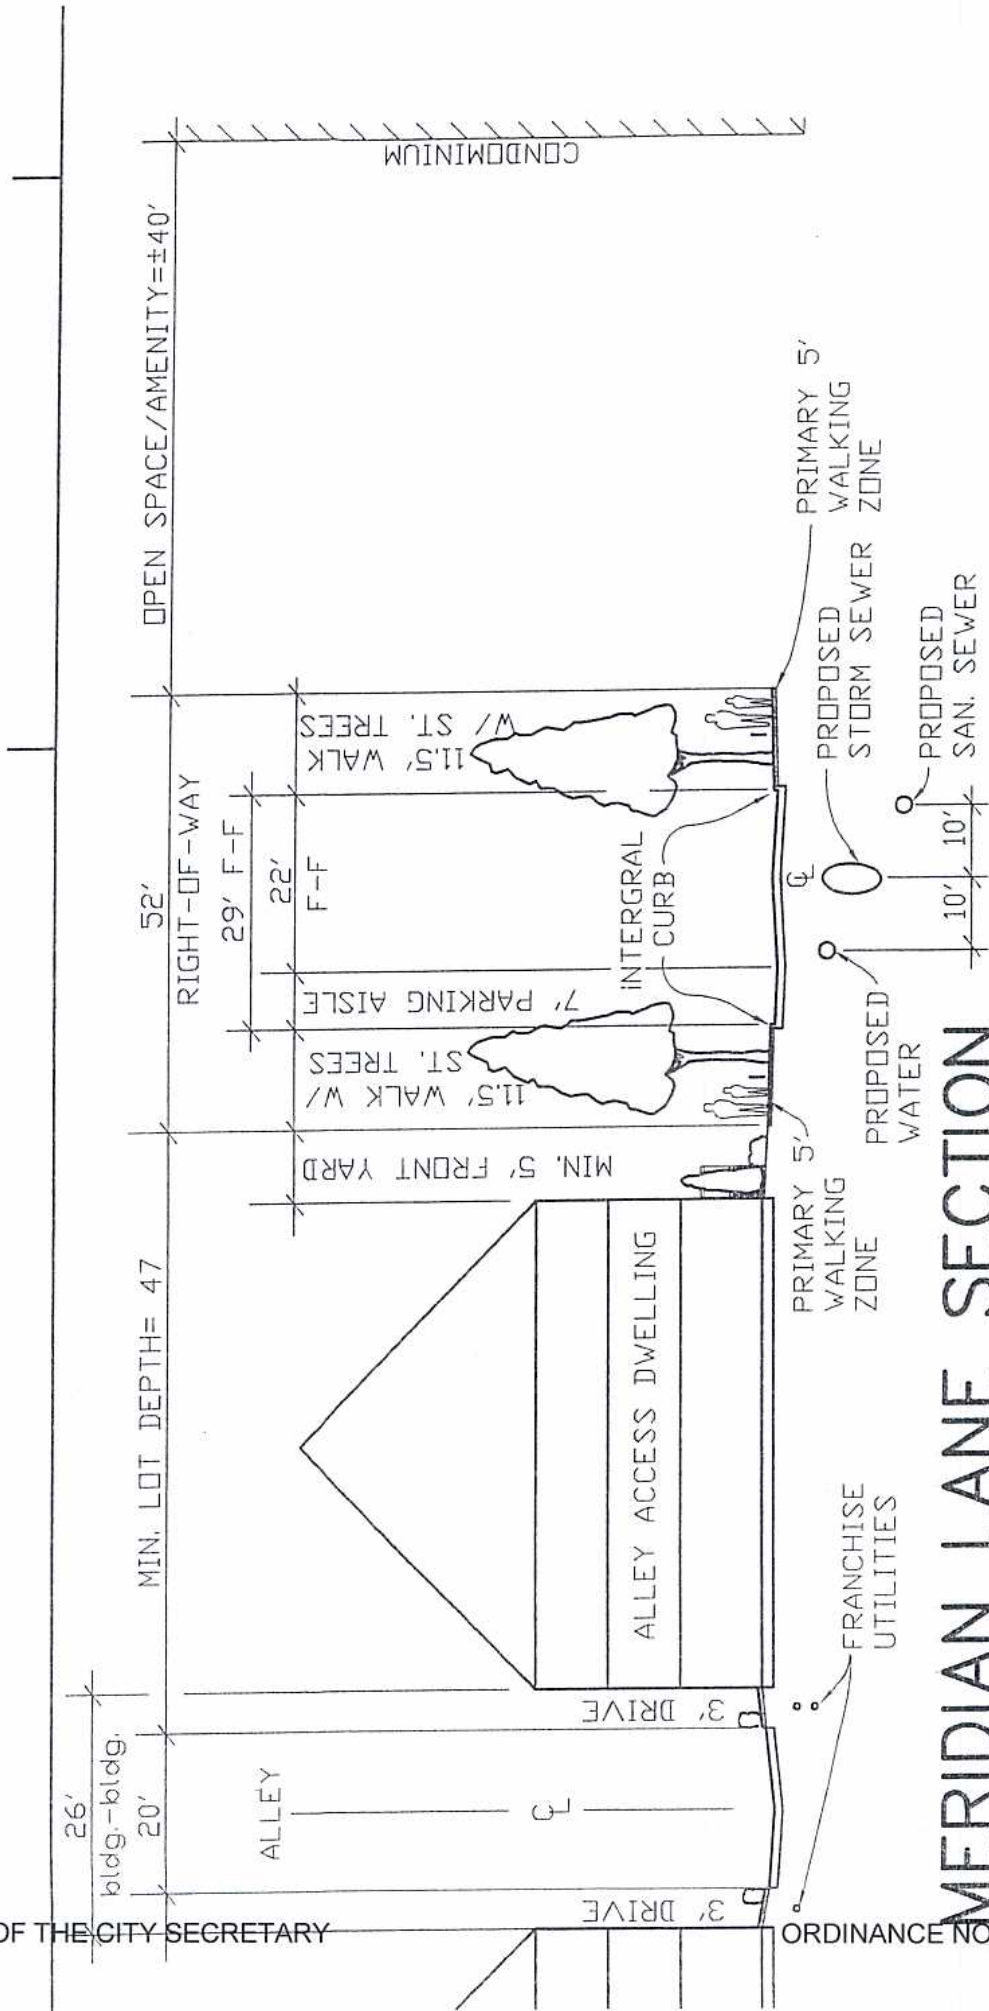 26'
bldg.-bldg.
20'
MIN. LOT DEPTH= 47
52'
RIGHT-OF-WAY
OPEN SPACE/AMENITY=±40'
29' F-F
22'
F-F
ALLEY
CL
3' DRIVE
3' DRIVE
ALLEY ACCESS DWELLING
MIN. 5' FRONT YARD
11.5' WALK W/
ST. TREES
7' PARKING AISLE
INTERGRAL
CURB
11.5' WALK
W/ ST. TREES
CONDOMINIUM
FRANCHISE
UTILITIES
PRIMARY 5'
WALKING
ZONE
PROPOSED
WATER
CL
10'
10'
PROPOSED
STORM SEWER
PROPOSED
SAN. SEWER
PRIMARY 5'
WALKING
ZONE
MERIDIAN LANE SECTION
OF THE CITY SECRETARY
ORDINANCE NO